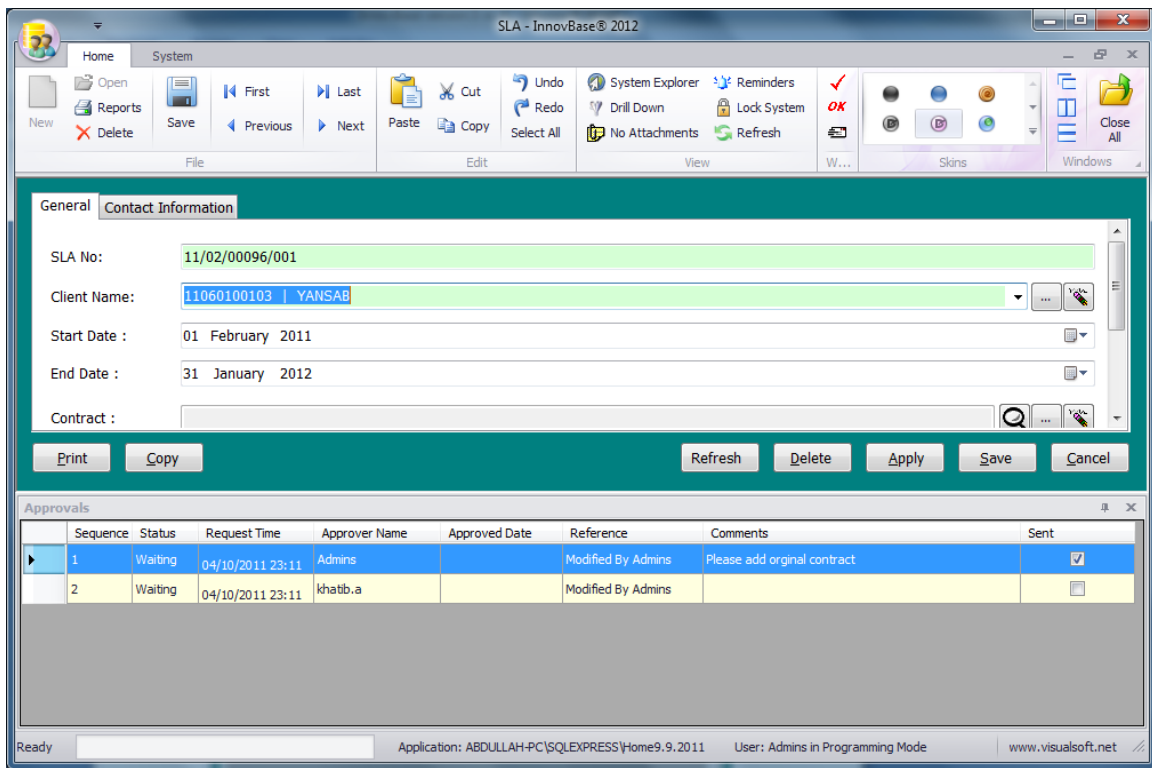 SLA - InnovBase® 2012
Home System
New Open Reports Delete Save First Previous Last Next
Paste Cut Copy Undo Redo Select All
System Explorer Drill Down No Attachments Reminders Lock System Refresh
OK
Close All
File Edit View W... Skins Windows
General Contact Information
SLA No: 11/02/00096/001
Client Name: 11060100103 | YANSAB ...
Start Date : 01 February 2011
End Date : 31 January 2012
Contract : ...
Print Copy Refresh Delete Apply Save Cancel
Approvals
Sequence Status Request Time Approver Name Approved Date Reference Comments Sent
1 Waiting 04/10/2011 23:11 Admins Modified By Admins Please add orginal contract
2 Waiting 04/10/2011 23:11 khatib.a Modified By Admins
Ready Application: ABDULLAH-PC\SQLEXPRESS\Home9.9.2011 User: Admins in Programming Mode www.visualsoft.net